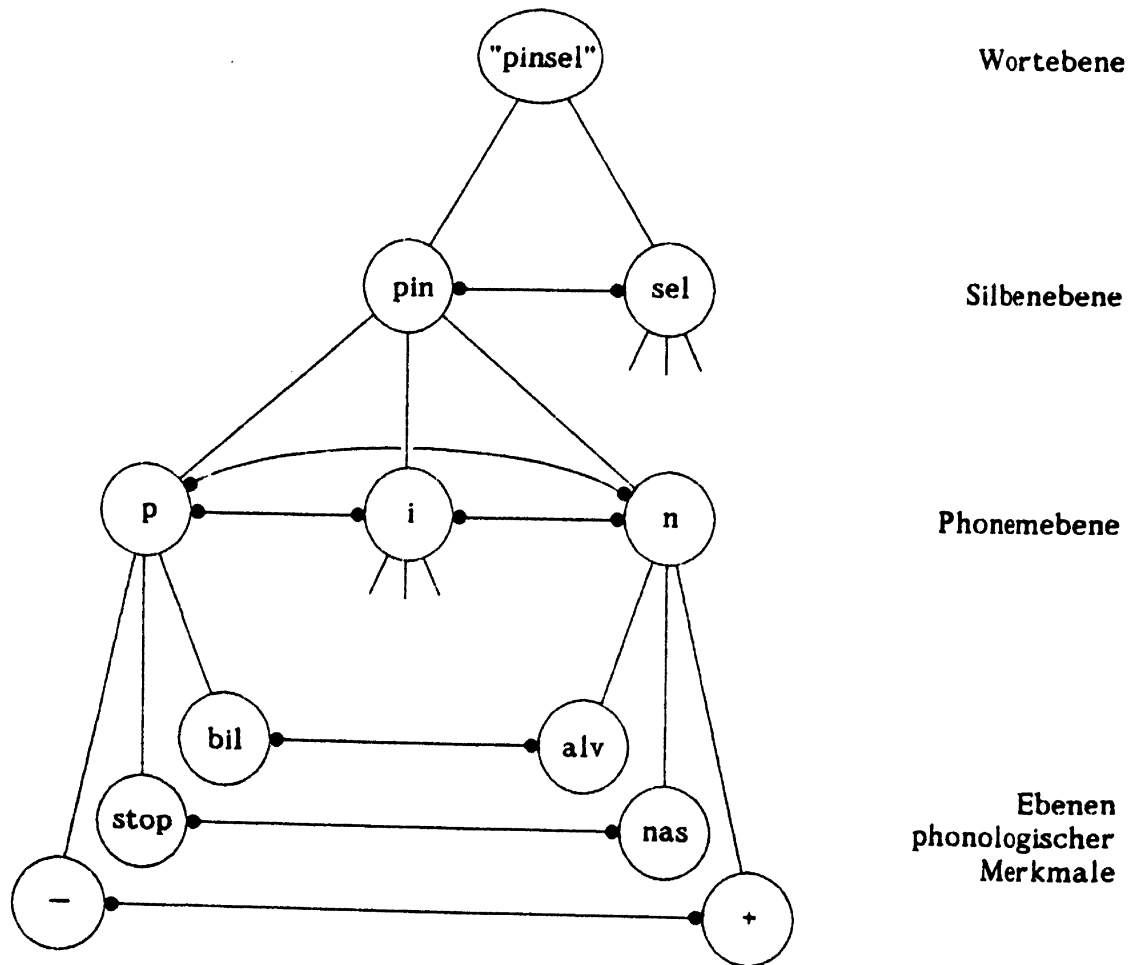 "pinsel" Wortebene
pin sel Silbenebene
p i n Phonemebene
bil alv
stop nas
Ebenen
phonologischer
Merkmale
− +